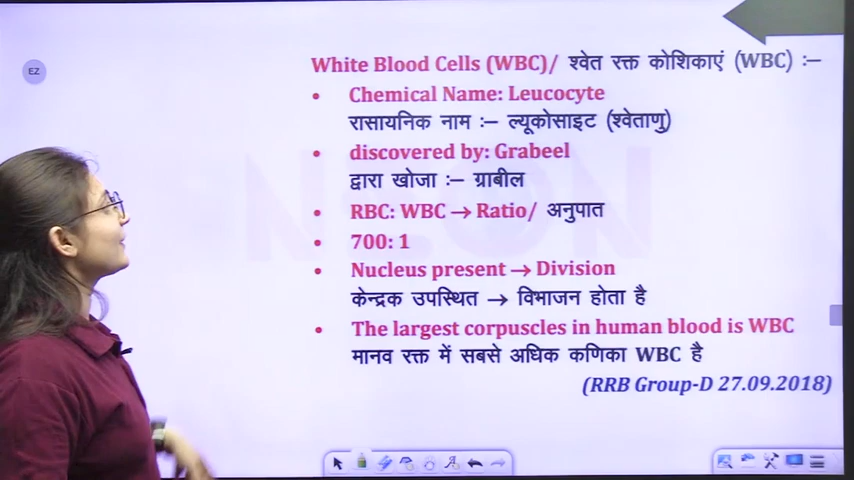 EZ
White Blood Cells (WBC)/ श्वेत रक्त कोशिकाएं (WBC) :–
• Chemical Name: Leucocyte
रासायनिक नाम :– ल्यूकोसाइट (श्वेताणु)
• discovered by: Grabeel
द्वारा खोजा :– ग्राबील
• RBC: WBC → Ratio/ अनुपात
• 700: 1
• Nucleus present → Division
केन्द्रक उपस्थित → विभाजन होता है
• The largest corpuscles in human blood is WBC
मानव रक्त में सबसे अधिक कणिका WBC है
(RRB Group-D 27.09.2018)